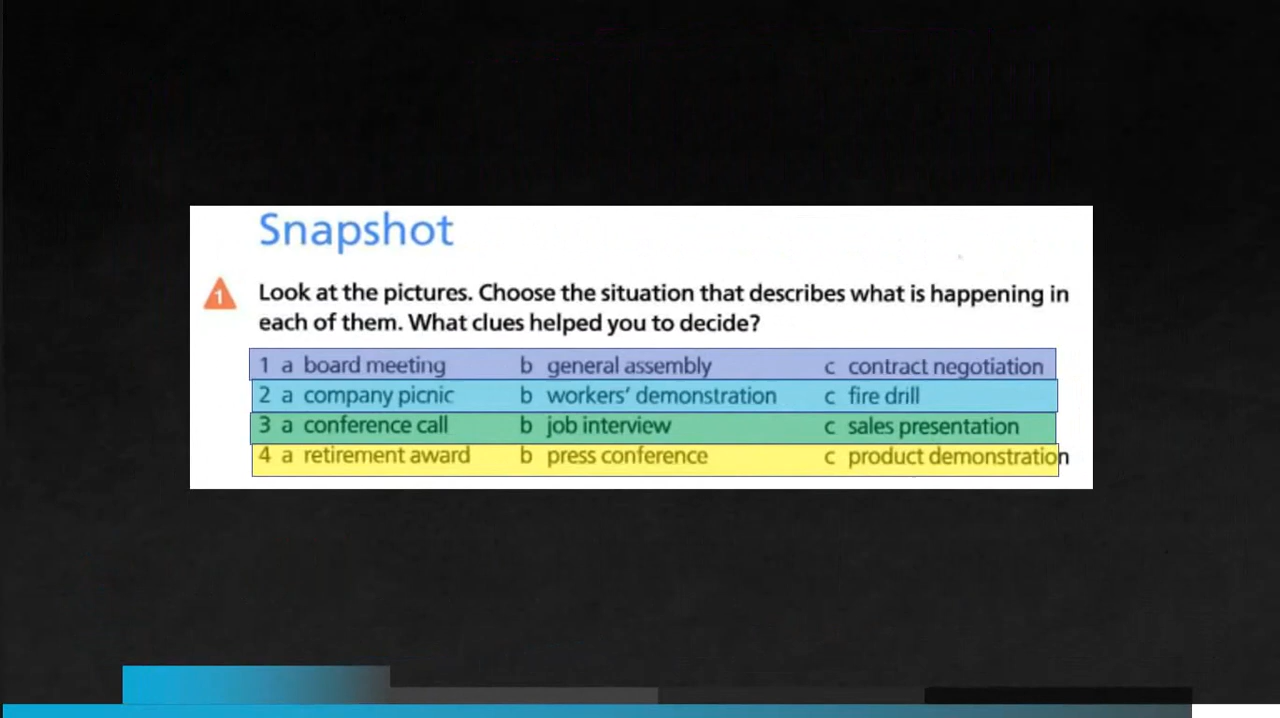 Snapshot
1 Look at the pictures. Choose the situation that describes what is happening in
each of them. What clues helped you to decide?
1 a board meeting b general assembly c contract negotiation
2 a company picnic b workers' demonstration c fire drill
3 a conference call b job interview c sales presentation
4 a retirement award b press conference c product demonstration